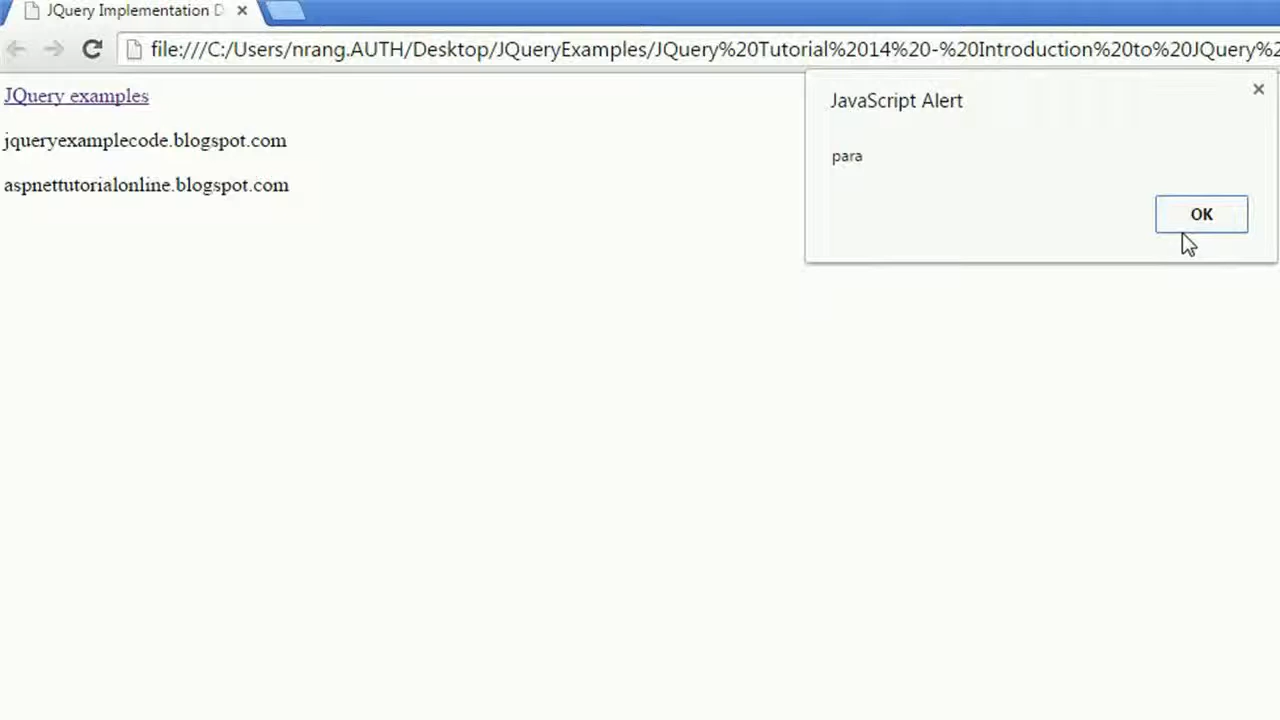 JQuery Implementation D
file:///C:/Users/nrang.AUTH/Desktop/JQueryExamples/JQuery%20Tutorial%2014%20-%20Introduction%20to%20JQuery%2
JQuery examples
jqueryexamplecode.blogspot.com
aspnettutorialonline.blogspot.com
JavaScript Alert
para
OK